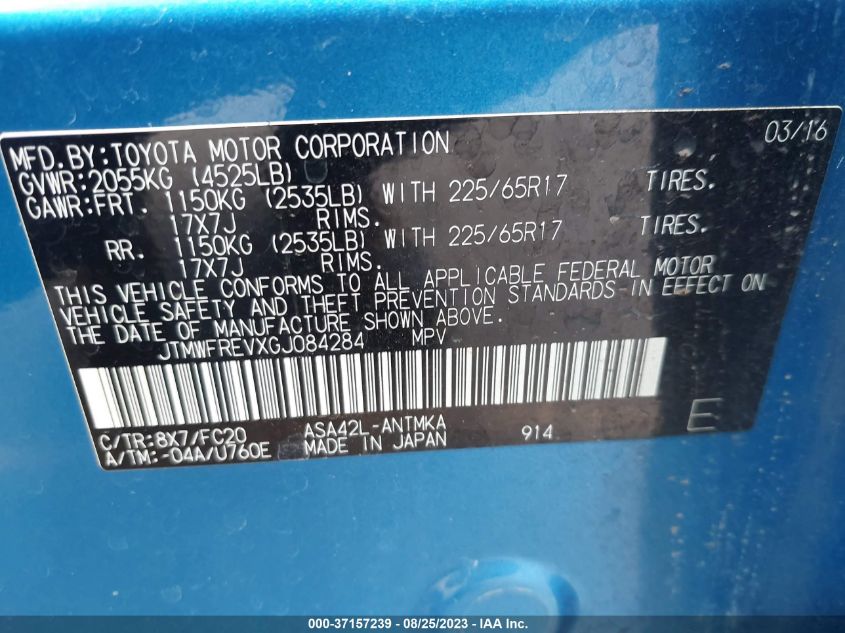 03/16
MFD.BY:TOYOTA MOTOR CORPORATION
GVWR:2055KG (4525LB)
GAWR:FRT. 1150KG (2535LB) WITH 225/65R17 TIRES.
17X7J RIMS.
RR. 1150KG (2535LB) WITH 225/65R17 TIRES.
17X7J RIMS.
THIS VEHICLE CONFORMS TO ALL APPLICABLE FEDERAL MOTOR
VEHICLE SAFETY AND THEFT PREVENTION STANDARDS IN EFFECT ON
THE DATE OF MANUFACTURE SHOWN ABOVE.
JTMWFREVXGJ084284 MPV
C/TR:8X7/FC20 ASA42L-ANTMKA
A/TM:-04A/U760E MADE IN JAPAN 914 E
000-37157239 - 08/25/2023 - IAA Inc.